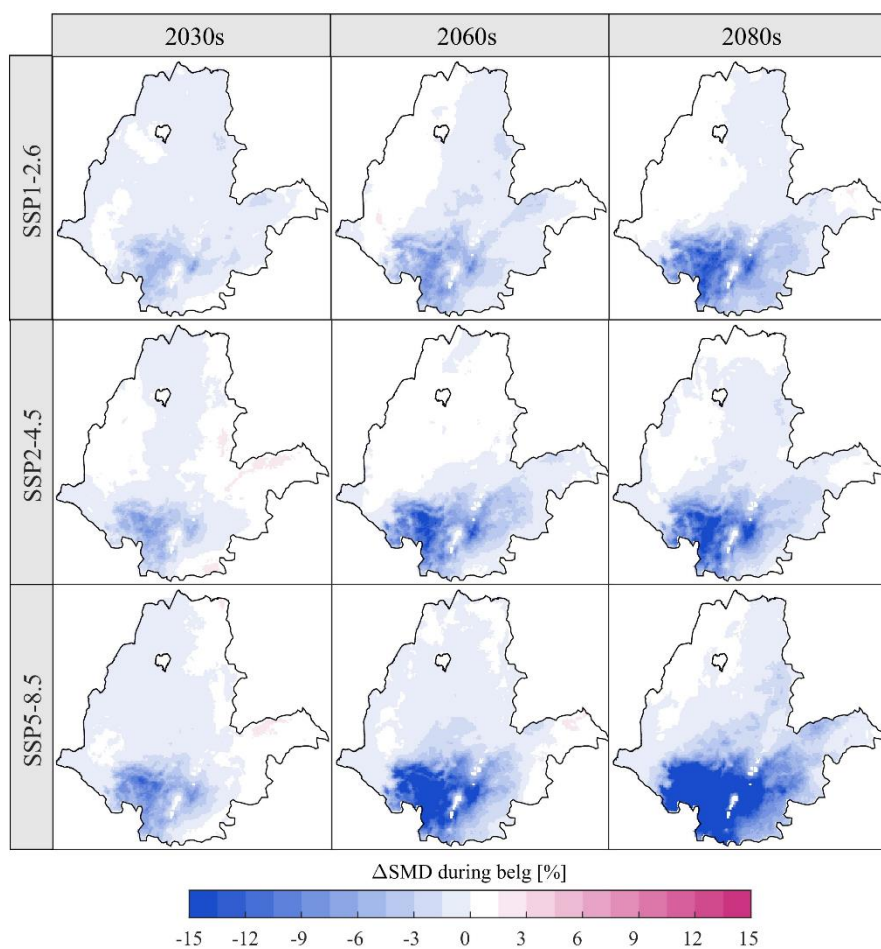 2030s 2060s 2080s
SSP1-2.6
SSP2-4.5
SSP5-8.5
ΔSMD during belg [%]
-15 -12 -9 -6 -3 0 3 6 9 12 15